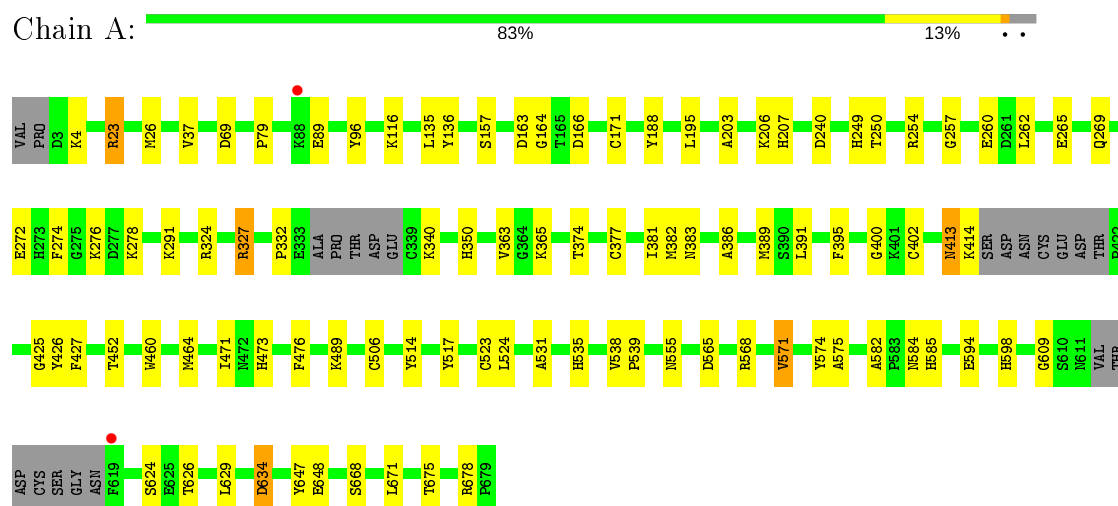 Chain A:
83% 13% • •
VAL PRO D3 K4 R23 M26 V37 D69 P79 K88 E89 Y96 K116 L135 Y136 S157 D163 G164 T165 D166 C171 Y188 L195 A203 K206 H207 D240 H249 T250 R254 G257 E260 D261 L262 E265 Q269
E272 H273 F274 G275 K276 D277 K278 K291 R324 R327 P332 E333 ALA PRO THR ASP GLU C339 K340 H350 V363 G364 K365 T374 C377 I381 M382 N383 A386 M389 S390 L391 F395 G400 K401 C402 N413 K414 SER ASP ASN CYS GLU ASP THR
G425 Y426 F427 T452 W460 M464 I471 N472 H473 F476 K489 C506 Y514 Y517 C523 L524 A531 H535 V538 P539 N555 D565 R568 V571 Y574 A575 A582 P583 N584 H585 E594 H598 G609 S610 N611 VAL THR
ASP CYS SER GLY ASN F619 S624 E625 T626 L629 D634 Y647 E648 S668 L671 T675 R678 P679